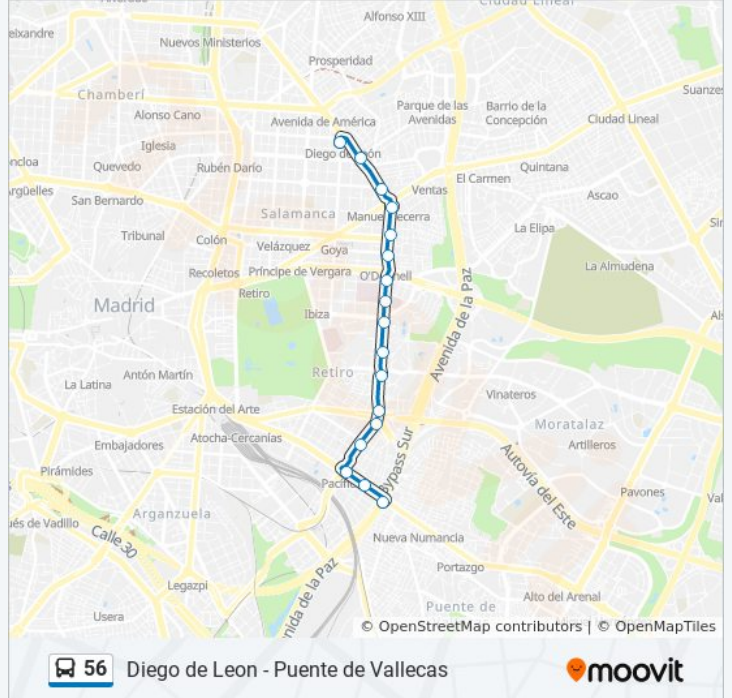 Ciudad Lineal
Alfonso XIII
Nuevos Ministerios
Prosperidad
Chamberí
Parque de las
Avenidas
Barrio de la
Concepción
Alonso Cano
Avenida de América
Ciudad Lineal
Iglesia
Diego de León
Quevedo
Rubén Darío
Quintana
Ventas
El Carmen
San Bernardo
Ascao
Salamanca
Manuel Becerra
Tribunal
Colón
Velázquez
Goya
La Elipa
Recoletos
Príncipe de Vergara
O'Donnell
La Almudena
Retiro
Madrid
Ibiza
Avenida de la Paz
Antón Martín
Retiro
La Latina
Vinateros
Estación del Arte
Moratalaz
Embajadores
Atocha-Cercanías
Artilleros
Bypass Sur
Autovía del Este
Pirámides
Pavones
Arganzuela
Calle 30
Nueva Numancia
Portazgo
Legazpi
Alto del Arenal
Usera
Puente de
© OpenStreetMap contributors | © OpenMapTiles
56 Diego de Leon - Puente de Vallecas
moovit